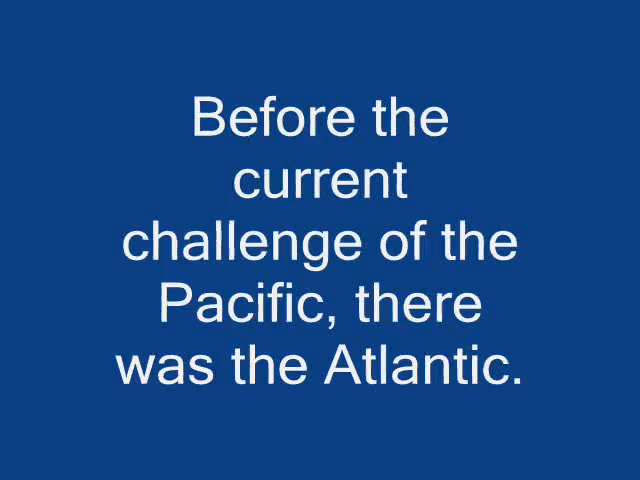 Before the
current
challenge of the
Pacific, there
was the Atlantic.